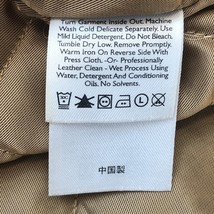 Turn Garment Inside Out, Machine
Wash Cold Delicate Separately. Use
Mild Liquid Detergent. Do Not Bleach.
Tumble Dry Low. Remove Promptly.
Warm Iron On Reverse Side With
Press Cloth. -Or- Professionally
Leather Clean - Wet Process Using
Water, Detergent And Conditioning
Oils, No Solvents.
中国製